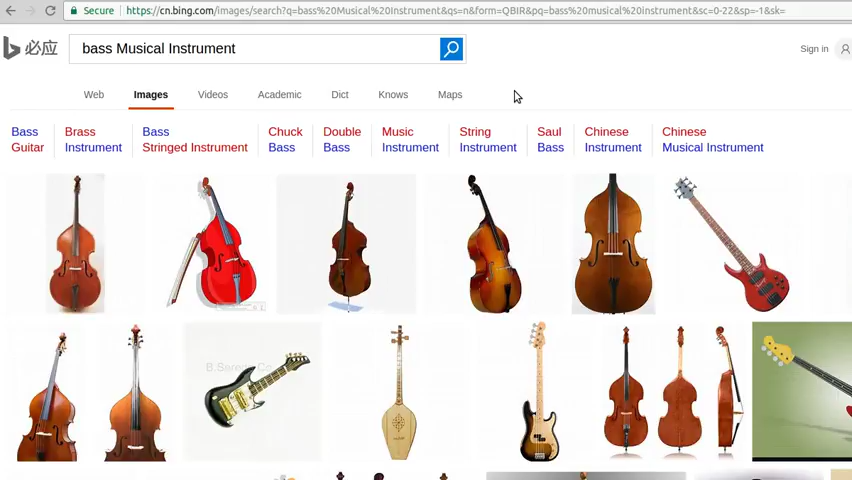 Secure https://cn.bing.com/images/search?q=bass%20Musical%20Instrument&qs=n&form=QBIR&pq=bass%20musical%20instrument&sc=0-22&sp=-1&sk=
必应 bass Musical Instrument Sign in
Web Images Videos Academic Dict Knows Maps
Bass Brass Bass Chuck Double Music String Saul Chinese Chinese
Guitar Instrument Stringed Instrument Bass Bass Instrument Instrument Bass Instrument Musical Instrument